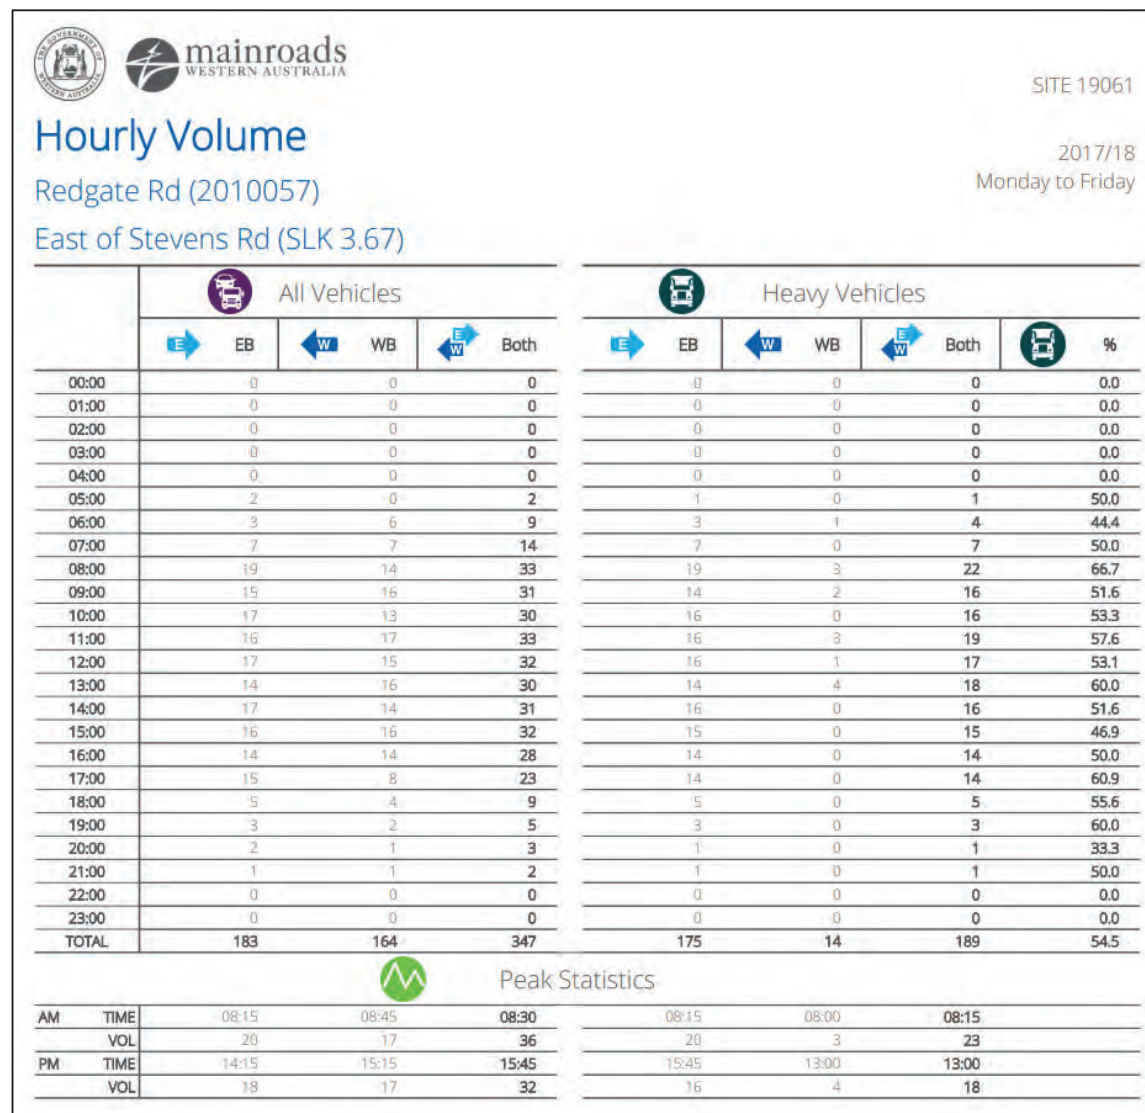 THE GOVERNMENT OF WESTERN AUSTRALIA
mainroads
WESTERN AUSTRALIA
SITE 19061
Hourly Volume
2017/18
Redgate Rd (2010057)
Monday to Friday
East of Stevens Rd (SLK 3.67)
All Vehicles Heavy Vehicles
E EB W WB E W Both E EB W WB E W Both %
00:00 0 0 0 0 0 0 0.0
01:00 0 0 0 0 0 0 0.0
02:00 0 0 0 0 0 0 0.0
03:00 0 0 0 0 0 0 0.0
04:00 0 0 0 0 0 0 0.0
05:00 2 0 2 1 0 1 50.0
06:00 3 6 9 3 1 4 44.4
07:00 7 7 14 7 0 7 50.0
08:00 19 14 33 19 3 22 66.7
09:00 15 16 31 14 2 16 51.6
10:00 17 13 30 16 0 16 53.3
11:00 16 17 33 16 3 19 57.6
12:00 17 15 32 16 1 17 53.1
13:00 14 16 30 14 4 18 60.0
14:00 17 14 31 16 0 16 51.6
15:00 16 16 32 15 0 15 46.9
16:00 14 14 28 14 0 14 50.0
17:00 15 8 23 14 0 14 60.9
18:00 5 4 9 5 0 5 55.6
19:00 3 2 5 3 0 3 60.0
20:00 2 1 3 1 0 1 33.3
21:00 1 1 2 1 0 1 50.0
22:00 0 0 0 0 0 0 0.0
23:00 0 0 0 0 0 0 0.0
TOTAL 183 164 347 175 14 189 54.5
Peak Statistics
AM TIME 08:15 08:45 08:30 08:15 08:00 08:15
VOL 20 17 36 20 3 23
PM TIME 14:15 15:15 15:45 15:45 13:00 13:00
VOL 18 17 32 16 4 18